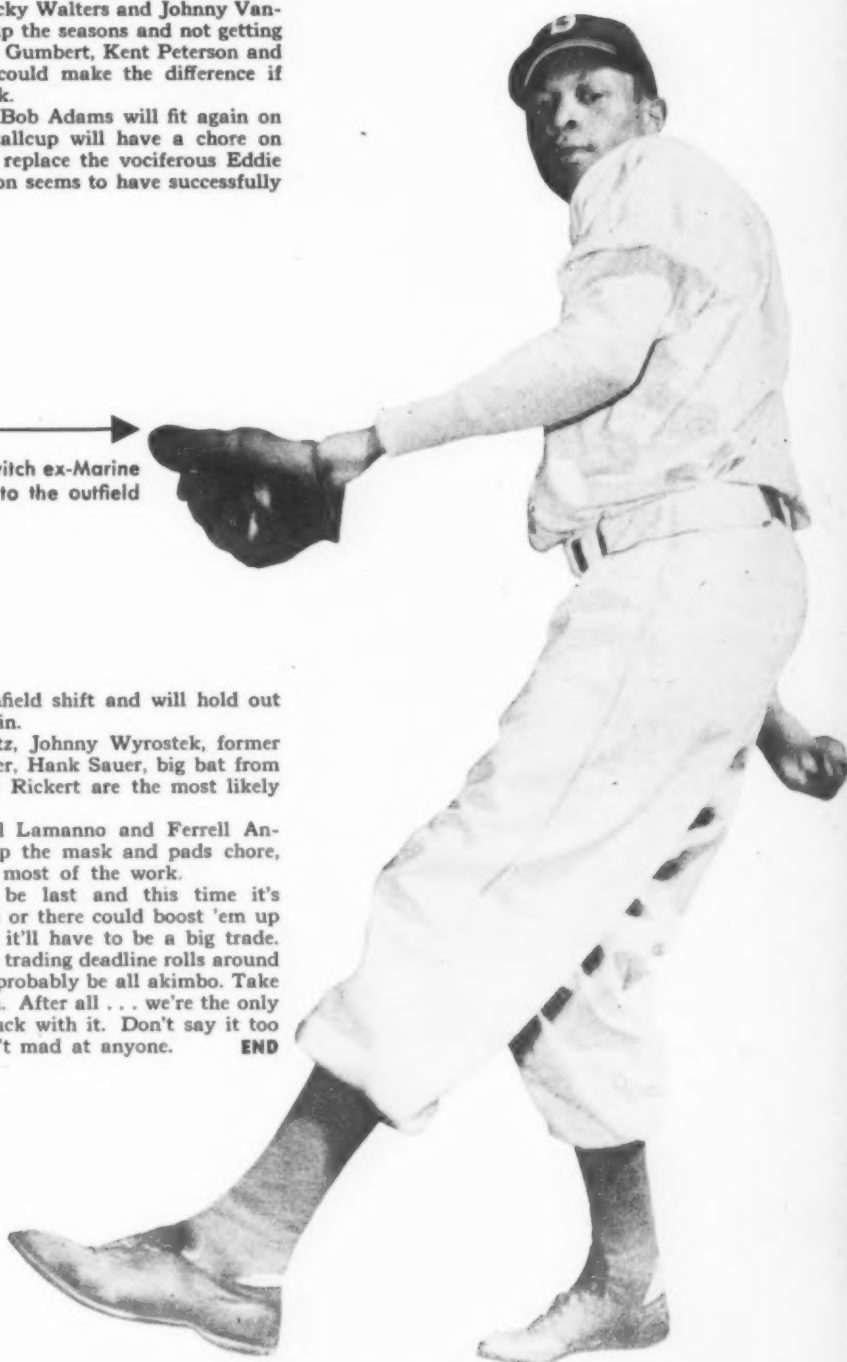 cky Walters and Johnny Van-
up the seasons and not getting
Gumbert, Kent Peterson and
could make the difference if
k.
Bob Adams will fit again on
allcup will have a chore on
replace the vociferous Eddie
on seems to have successfully
vitch ex-Marine
to the outfield
field shift and will hold out
in.
tz, Johnny Wyrostek, former
er, Hank Sauer, big bat from
Rickert are the most likely
l Lamanno and Ferrell An-
p the mask and pads chore,
most of the work.
be last and this time it's
or there could boost 'em up
it'll have to be a big trade.
trading deadline rolls around
probably be all akimbo. Take
. After all . . . we're the only
uck with it. Don't say it too
't mad at anyone. END
B